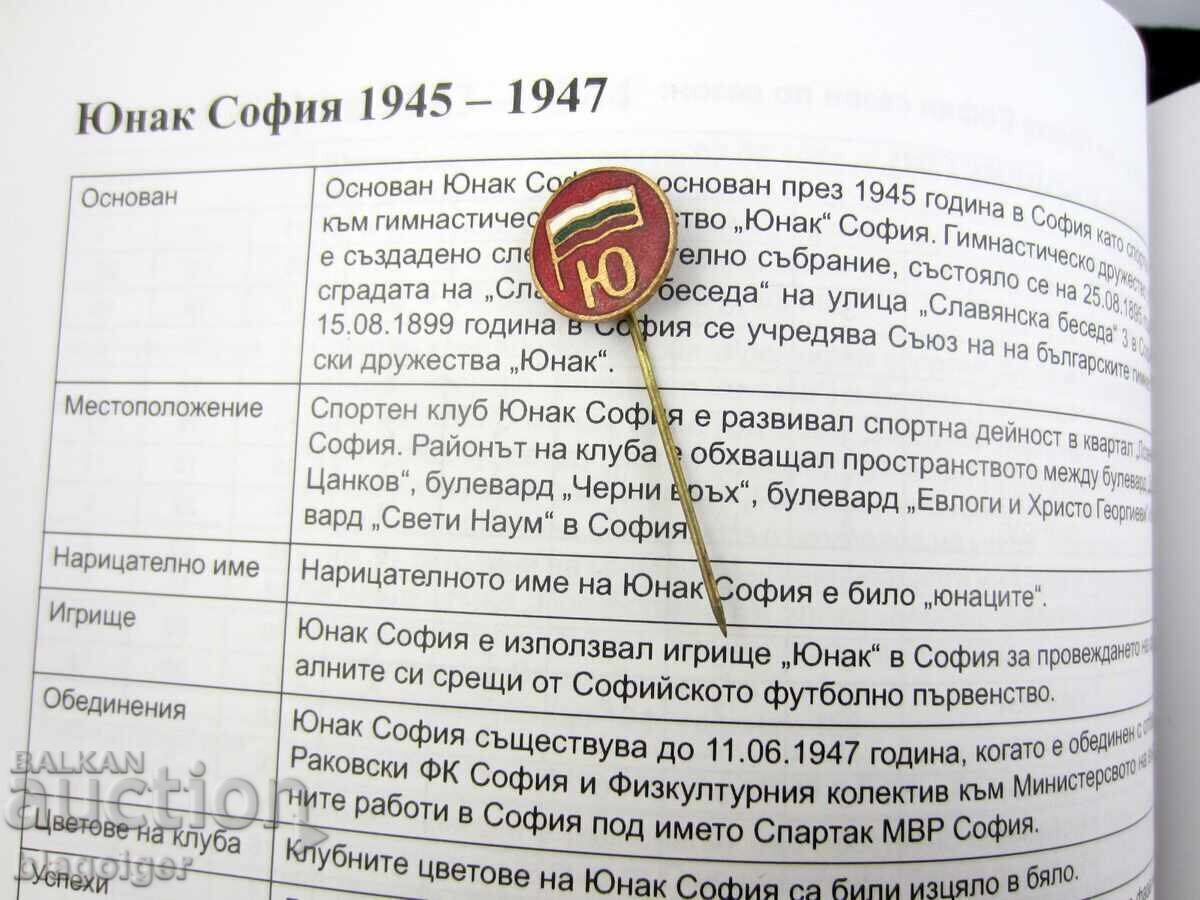 Юнак София 1945 – 1947
Основан
Основан Юнак основан през 1945 година в София като
към „Юнак“ София. Гимнастическо дружество
е създадено събрание, състояло се на 25.08.1895
сградата на беседа“ на улица „Славянска беседа“ 3 в
15.08.1899 година в София се учредява Съюз на на българските
ски дружества „Юнак“.
Местоположение
Спортен клуб Юнак София е развивал спортна дейност в квартал
София. Районът на клуба е обхващал пространството между булевард
Цанков“, булевард „Черни връх“, булевард „Евлоги и Христо Георгиеви“
вард „Свети Наум“ в София
Нарицателно име
Нарицателното име на Юнак София е било „юнаците“.
Игрище
Юнак София е използвал игрище „Юнак“ в София за провеждането на
алните си срещи от Софийското футболно първенство.
Обединения
Юнак София съществува до 11.06.1947 година, когато е обединен с
Раковски ФК София и Физкултурния колектив към Министерсвото на
ните работи в София под името Спартак МВР София.
Цветове на клуба
Клубните цветове на Юнак София са били изцяло в бяло.
Успехи
Ю
BALKAN
auction
blagoiger